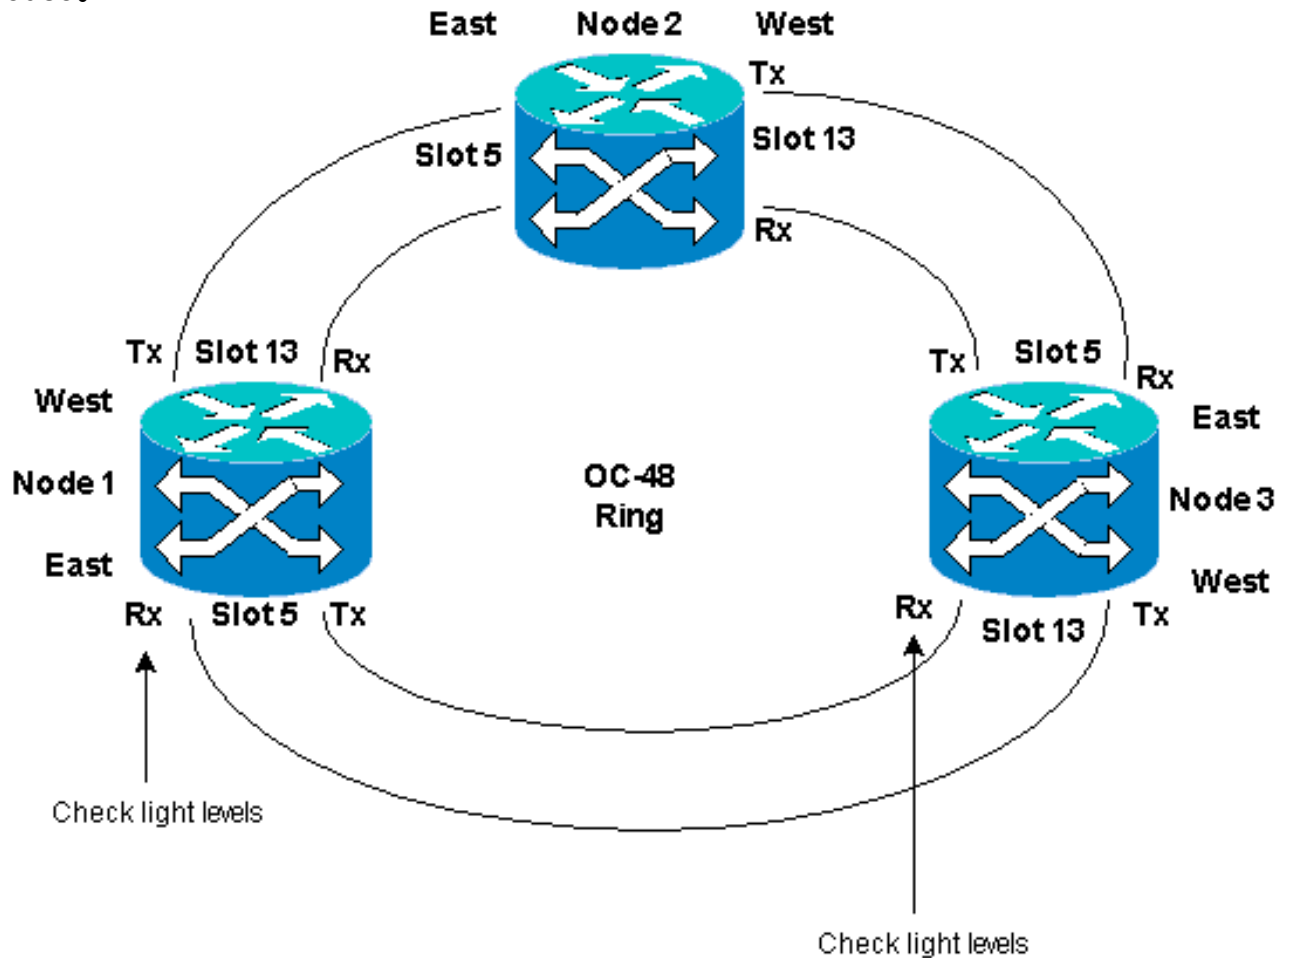 East Node 2 West
Tx
Slot 5
Slot 13
Rx
Tx Slot 13 Rx
Tx Slot 5 Rx
West
East
Node 1
OC-48
Ring
Node 3
East
West
Rx Slot 5 Tx
Rx Slot 13 Tx
Check light levels
Check light levels